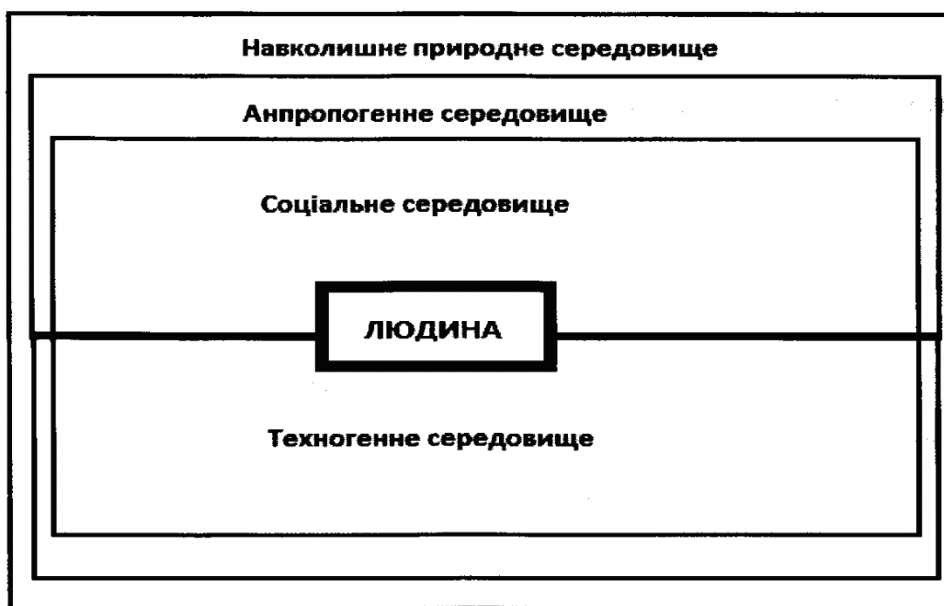 Навколишнє природне середовище
Анпропогенне середовище
Соціальне середовище
ЛЮДИНА
Техногенне середовище